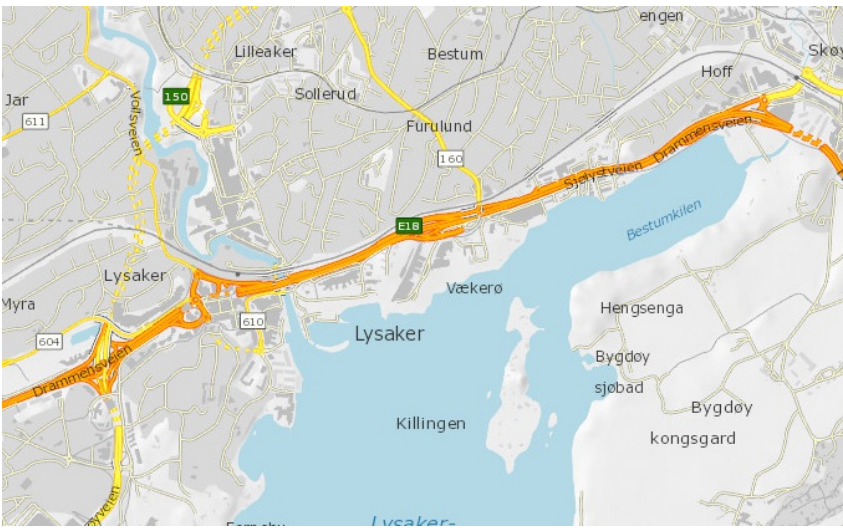 engen
Lilleaker
Bestum
Skøy
Hoff
150
Sollerud
Jar
611
Vollsveien
Furulund
160
Sjølystveien
Drammensveien
E18
Bestumkilen
Lysaker
Vækerø
Myra
Hengsenga
610
Lysaker
604
Bygdøy
sjøbad
Drammensveien
Bygdøy
kongsgard
Killingen
Lysaker-